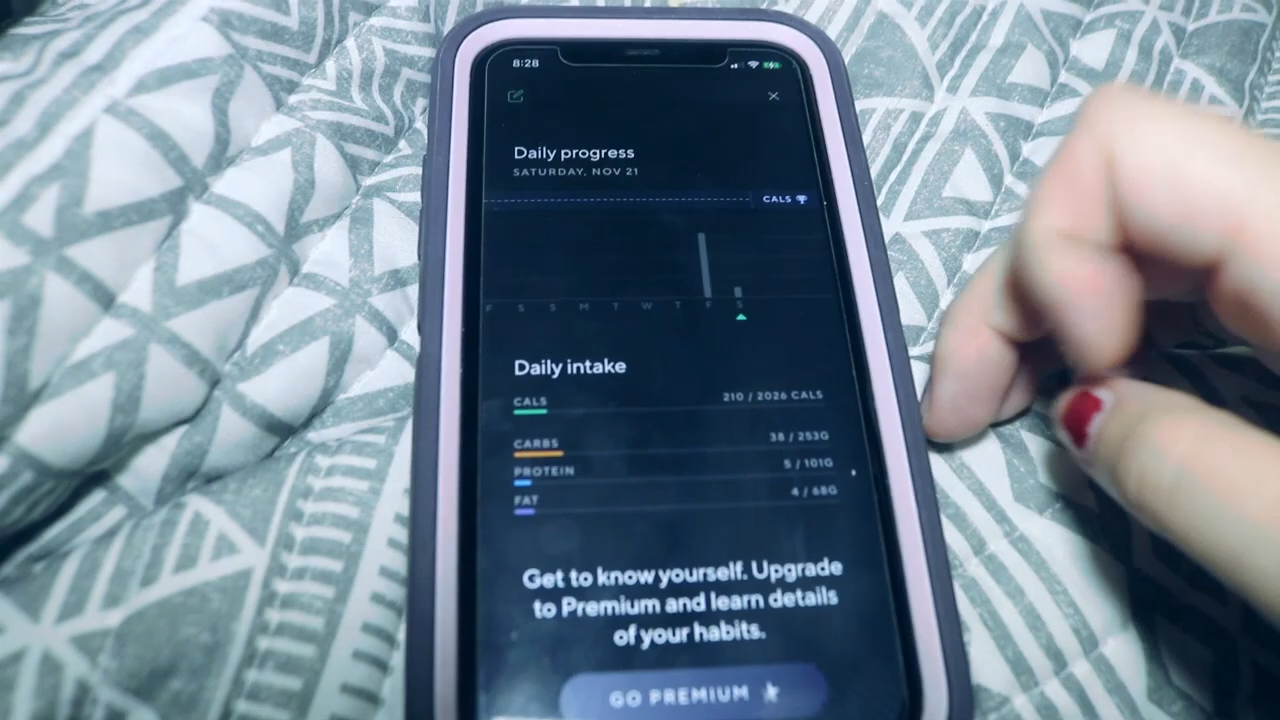 8:28
Daily progress
SATURDAY, NOV 21
CALS
F S S M T W T F S
Daily intake
CALS 210 / 2026 CALS
CARBS 38 / 253G
PROTEIN 5 / 101G
FAT 4 / 68G
Get to know yourself. Upgrade
to Premium and learn details
of your habits.
GO PREMIUM